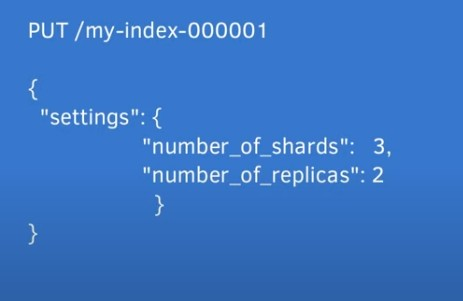 PUT /my-index-000001
{
"settings": {
"number_of_shards": 3,
"number_of_replicas": 2
}
}